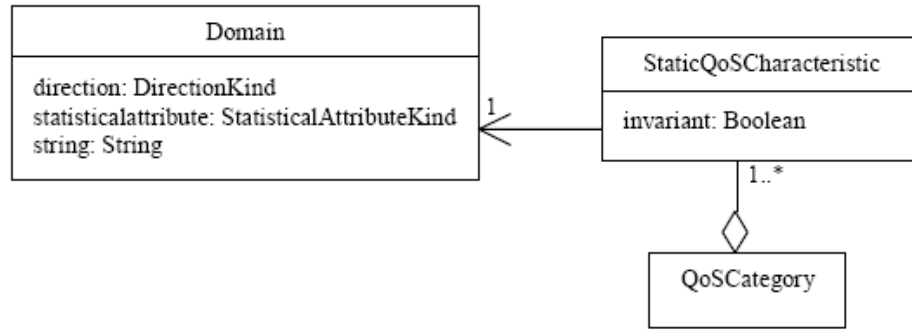 Domain
direction: DirectionKind
statisticalattribute: StatisticalAttributeKind
string: String
1
StaticQoSCharacteristic
invariant: Boolean
1..*
QoSCategory